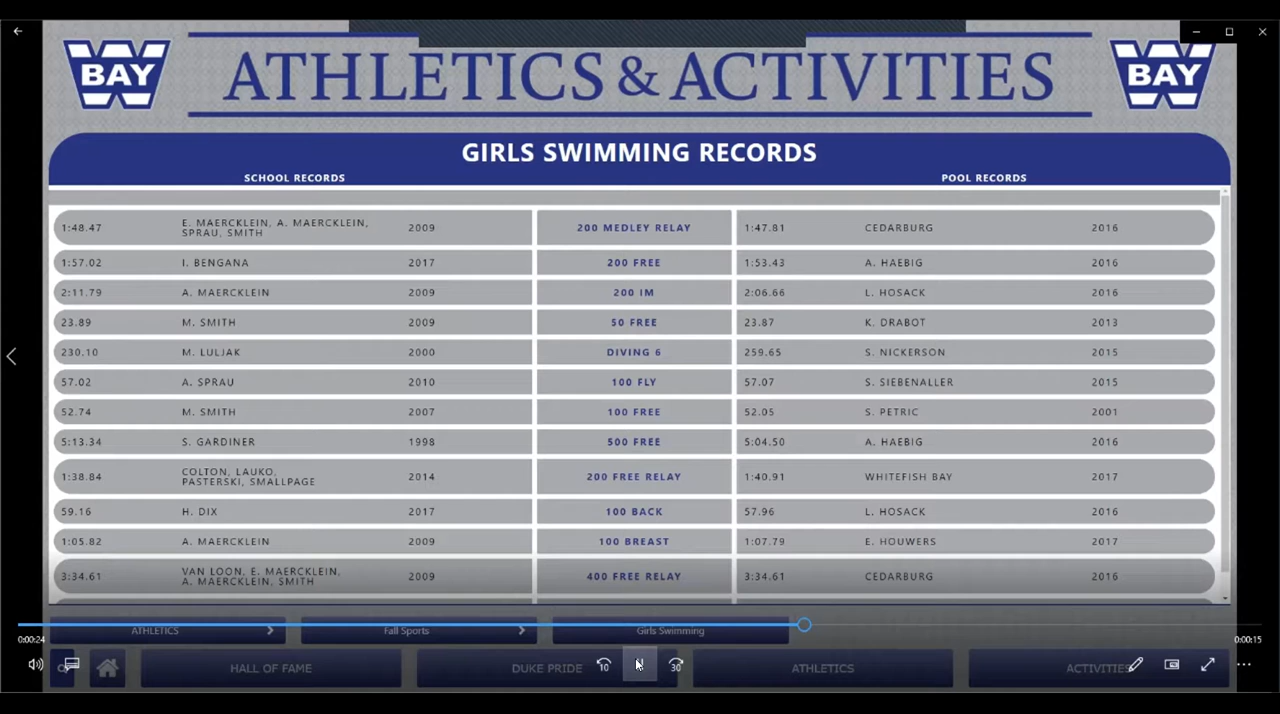 BAY
ATHLETICS & ACTIVITIES
BAY
GIRLS SWIMMING RECORDS
SCHOOL RECORDS
POOL RECORDS
1:48.47 E. MAERCKLEIN, A. MAERCKLEIN, 2009 200 MEDLEY RELAY 1:47.81 CEDARBURG 2016
SPRAU, SMITH
1:57.02 I. BENGANA 2017 200 FREE 1:53.43 A. HAEBIG 2016
2:11.79 A. MAERCKLEIN 2009 200 IM 2:06.66 L. HOSACK 2016
23.89 M. SMITH 2009 50 FREE 23.87 K. DRABOT 2013
230.10 M. LULJAK 2000 DIVING 6 259.65 S. NICKERSON 2015
57.02 A. SPRAU 2010 100 FLY 57.07 S. SIEBENALLER 2015
52.74 M. SMITH 2007 100 FREE 52.05 S. PETRIC 2001
5:13.34 S. GARDINER 1998 500 FREE 5:04.50 A. HAEBIG 2016
1:38.84 COLTON, LAUKO, 2014 200 FREE RELAY 1:40.91 WHITEFISH BAY 2017
PASTERSKI, SMALLPAGE
59.16 H. DIX 2017 100 BACK 57.96 L. HOSACK 2016
1:05.82 A. MAERCKLEIN 2009 100 BREAST 1:07.79 E. HOUWERS 2017
3:34.61 VAN LOON, E. MAERCKLEIN, 2009 400 FREE RELAY 3:34.61 CEDARBURG 2016
A. MAERCKLEIN, SMITH
ATHLETICS
Fall Sports
Girls Swimming
0:00:24
0:00:15
HALL OF FAME
DUKE PRIDE
ATHLETICS
ACTIVITIES
10
30